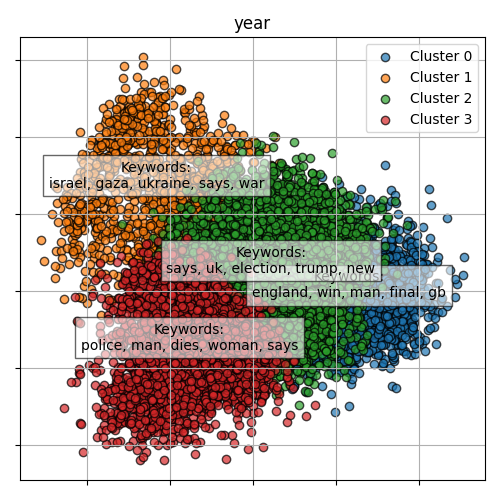 year
Cluster 0
Cluster 1
Cluster 2
Cluster 3
Keywords:
israel, gaza, ukraine, says, war
Keywords:
says, uk, election, trump, new
Keywords:
england, win, man, final, gb
Keywords:
police, man, dies, woman, says